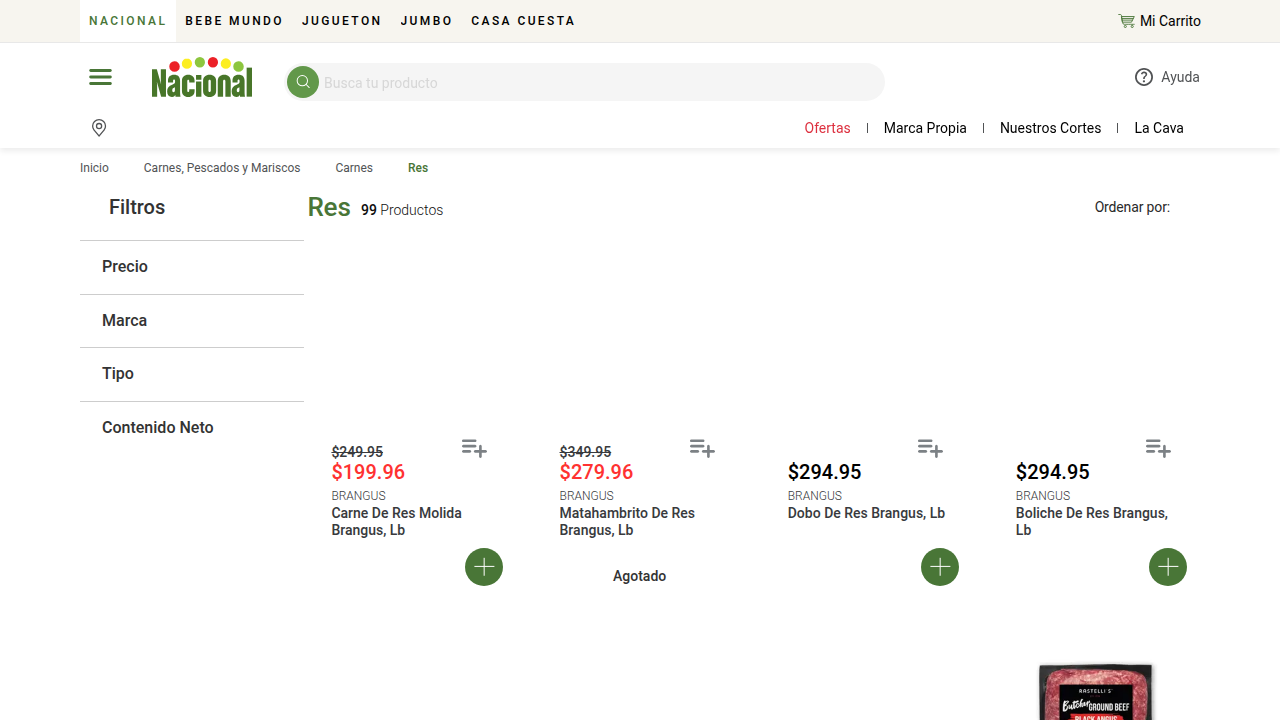 NACIONAL BEBE MUNDO JUGUETON JUMBO CASA CUESTA Mi Carrito
Nacional Busca tu producto Ayuda
Ofertas Marca Propia Nuestros Cortes La Cava
Inicio Carnes, Pescados y Mariscos Carnes Res
Filtros
Precio
Marca
Tipo
Contenido Neto
Res 99 Productos Ordenar por:
$249.95
$199.96
BRANGUS
Carne De Res Molida
Brangus, Lb
$349.95
$279.96
BRANGUS
Matahambrito De Res
Brangus, Lb
Agotado
$294.95
BRANGUS
Dobo De Res Brangus, Lb
$294.95
BRANGUS
Boliche De Res Brangus,
Lb
RASTELLI'S
Butcher GROUND BEEF
BLACK ANGUS